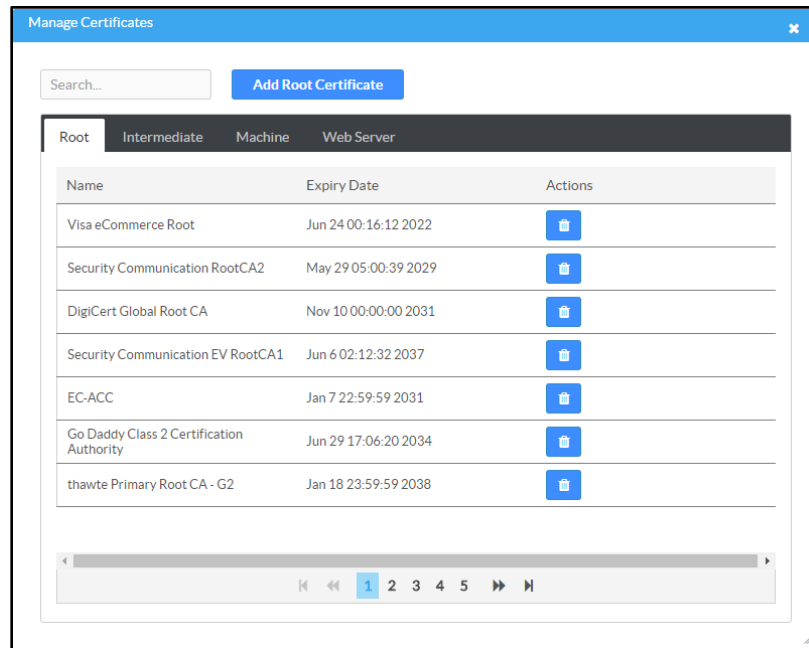 Manage Certificates
Search...
Add Root Certificate
Root Intermediate Machine Web Server
Name Expiry Date Actions
Visa eCommerce Root Jun 24 00:16:12 2022
Security Communication RootCA2 May 29 05:00:39 2029
DigiCert Global Root CA Nov 10 00:00:00 2031
Security Communication EV RootCA1 Jun 6 02:12:32 2037
EC-ACC Jan 7 22:59:59 2031
Go Daddy Class 2 Certification
Authority Jun 29 17:06:20 2034
thawte Primary Root CA - G2 Jan 18 23:59:59 2038
1 2 3 4 5